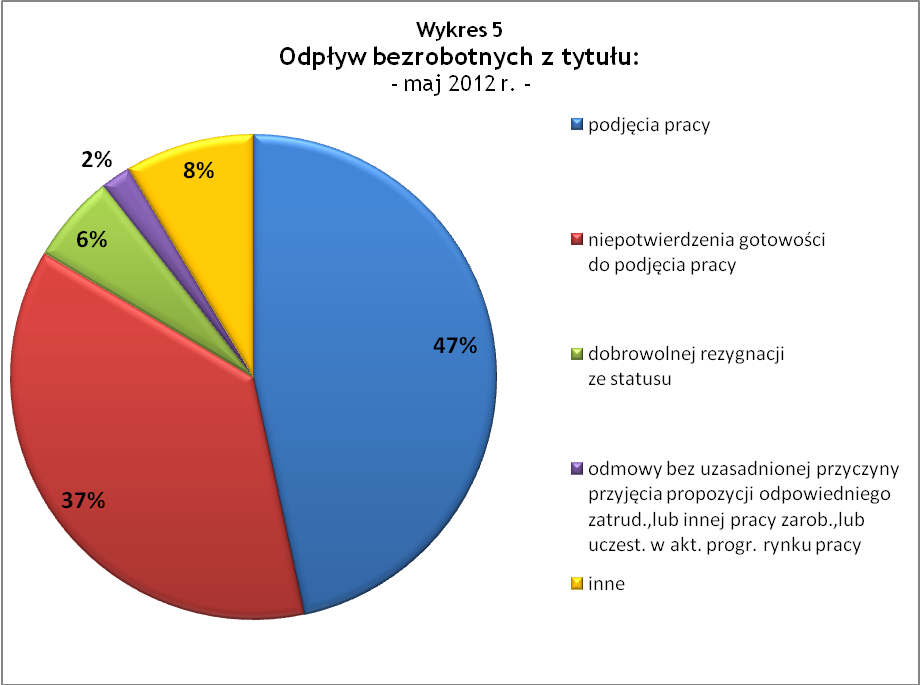 Wykres 5
Odpływ bezrobotnych z tytułu:
- maj 2012 r. -
2%
8%
6%
47%
37%
podjęcia pracy
niepotwierdzenia gotowości
do podjęcia pracy
dobrowolnej rezygnacji
ze statusu
odmowy bez uzasadnionej przyczyny
przyjęcia propozycji odpowiedniego
zatrud.,lub innej pracy zarob.,lub
uczest. w akt. progr. rynku pracy
inne